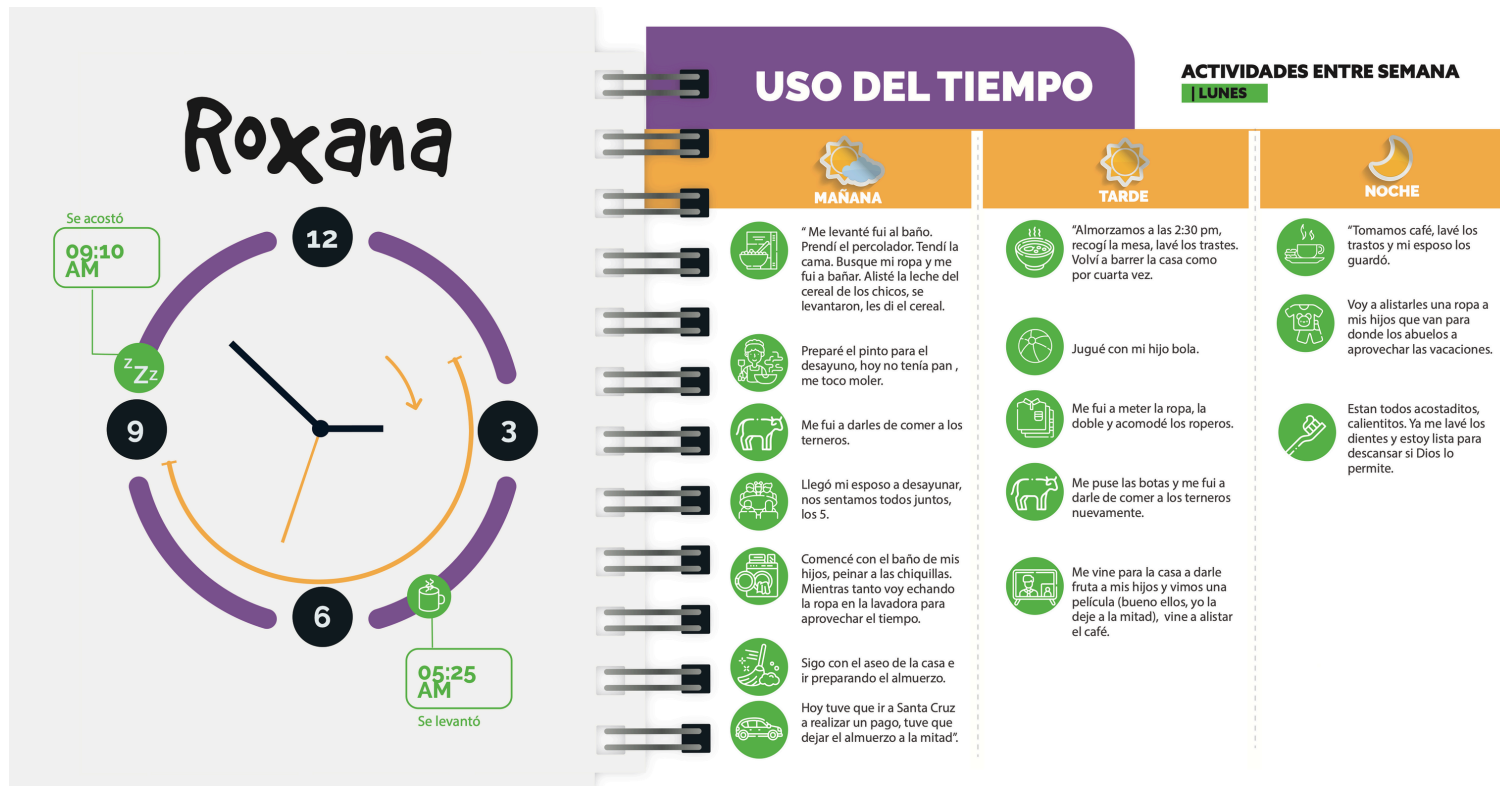 Roxana
Se acostó
09:10
AM
12
9
3
6
z
Z
z
05:25
AM
Se levantó
USO DEL TIEMPO
ACTIVIDADES ENTRE SEMANA
| LUNES
MAÑANA
“ Me levanté fui al baño.
Prendí el percolador. Tendí la
cama. Busque mi ropa y me
fui a bañar. Alisté la leche del
cereal de los chicos, se
levantaron, les di el cereal.
Preparé el pinto para el
desayuno, hoy no tenía pan ,
me toco moler.
Me fui a darles de comer a los
terneros.
Llegó mi esposo a desayunar,
nos sentamos todos juntos,
los 5.
Comencé con el baño de mis
hijos, peinar a las chiquillas.
Mientras tanto voy echando
la ropa en la lavadora para
aprovechar el tiempo.
Sigo con el aseo de la casa e
ir preparando el almuerzo.
Hoy tuve que ir a Santa Cruz
a realizar un pago, tuve que
dejar el almuerzo a la mitad”.
TARDE
“Almorzamos a las 2:30 pm,
recogí la mesa, lavé los trastes.
Volví a barrer la casa como
por cuarta vez.
Jugué con mi hijo bola.
Me fui a meter la ropa, la
doble y acomodé los roperos.
Me puse las botas y me fui a
darle de comer a los terneros
nuevamente.
Me vine para la casa a darle
fruta a mis hijos y vimos una
película (bueno ellos, yo la
deje a la mitad), vine a alistar
el café.
NOCHE
“Tomamos café, lavé los
trastos y mi esposo los
guardó.
Voy a alistarles una ropa a
mis hijos que van para
donde los abuelos a
aprovechar las vacaciones.
Estan todos acostaditos,
calientitos. Ya me lavé los
dientes y estoy lista para
descansar si Dios lo
permite.